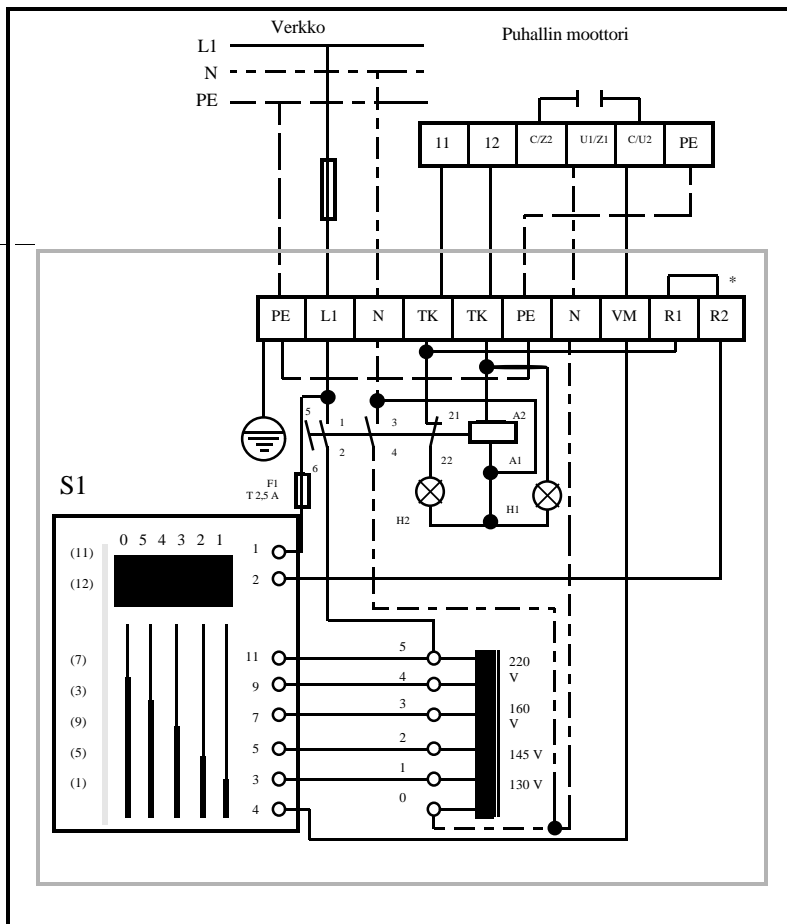 Verkko
Puhallin moottori
L1
N
PE
11 12 C/Z2 U1/Z1 C/U2 PE
*
PE L1 N TK TK PE N VM R1 R2
5 1 3 21 A2
2 4 22 A1
6
F1
T 2,5 A
H2 H1
S1
0 5 4 3 2 1
(11) 1
(12) 2
(7) 11 5 220
V
(3) 9 4
(9) 7 3 160
V
(5) 5 2 145 V
(1) 3 1 130 V
4 0